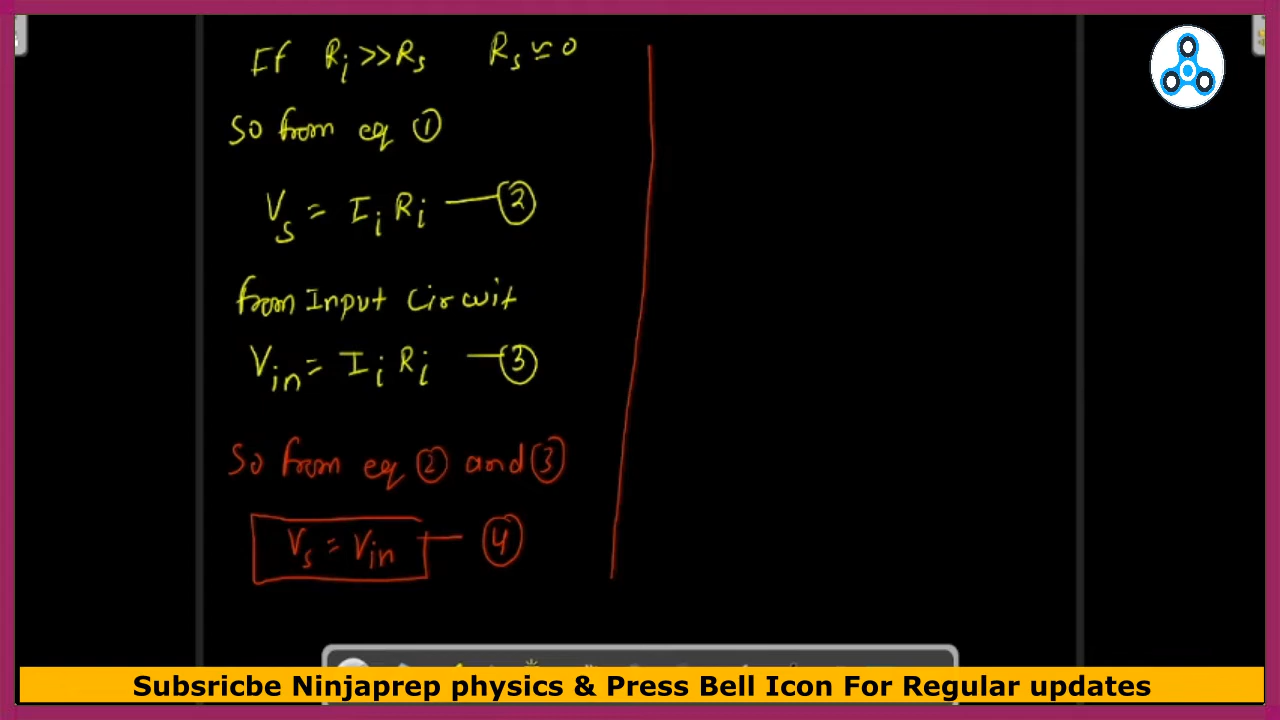 If Ri >> Rs Rs ≃ 0
So from eq ①
Vs = Ii Ri — ②
from Input Circuit
Vin = Ii Ri — ③
So from eq ② and ③
Vs = Vin — ④
Subsricbe Ninjaprep physics & Press Bell Icon For Regular updates